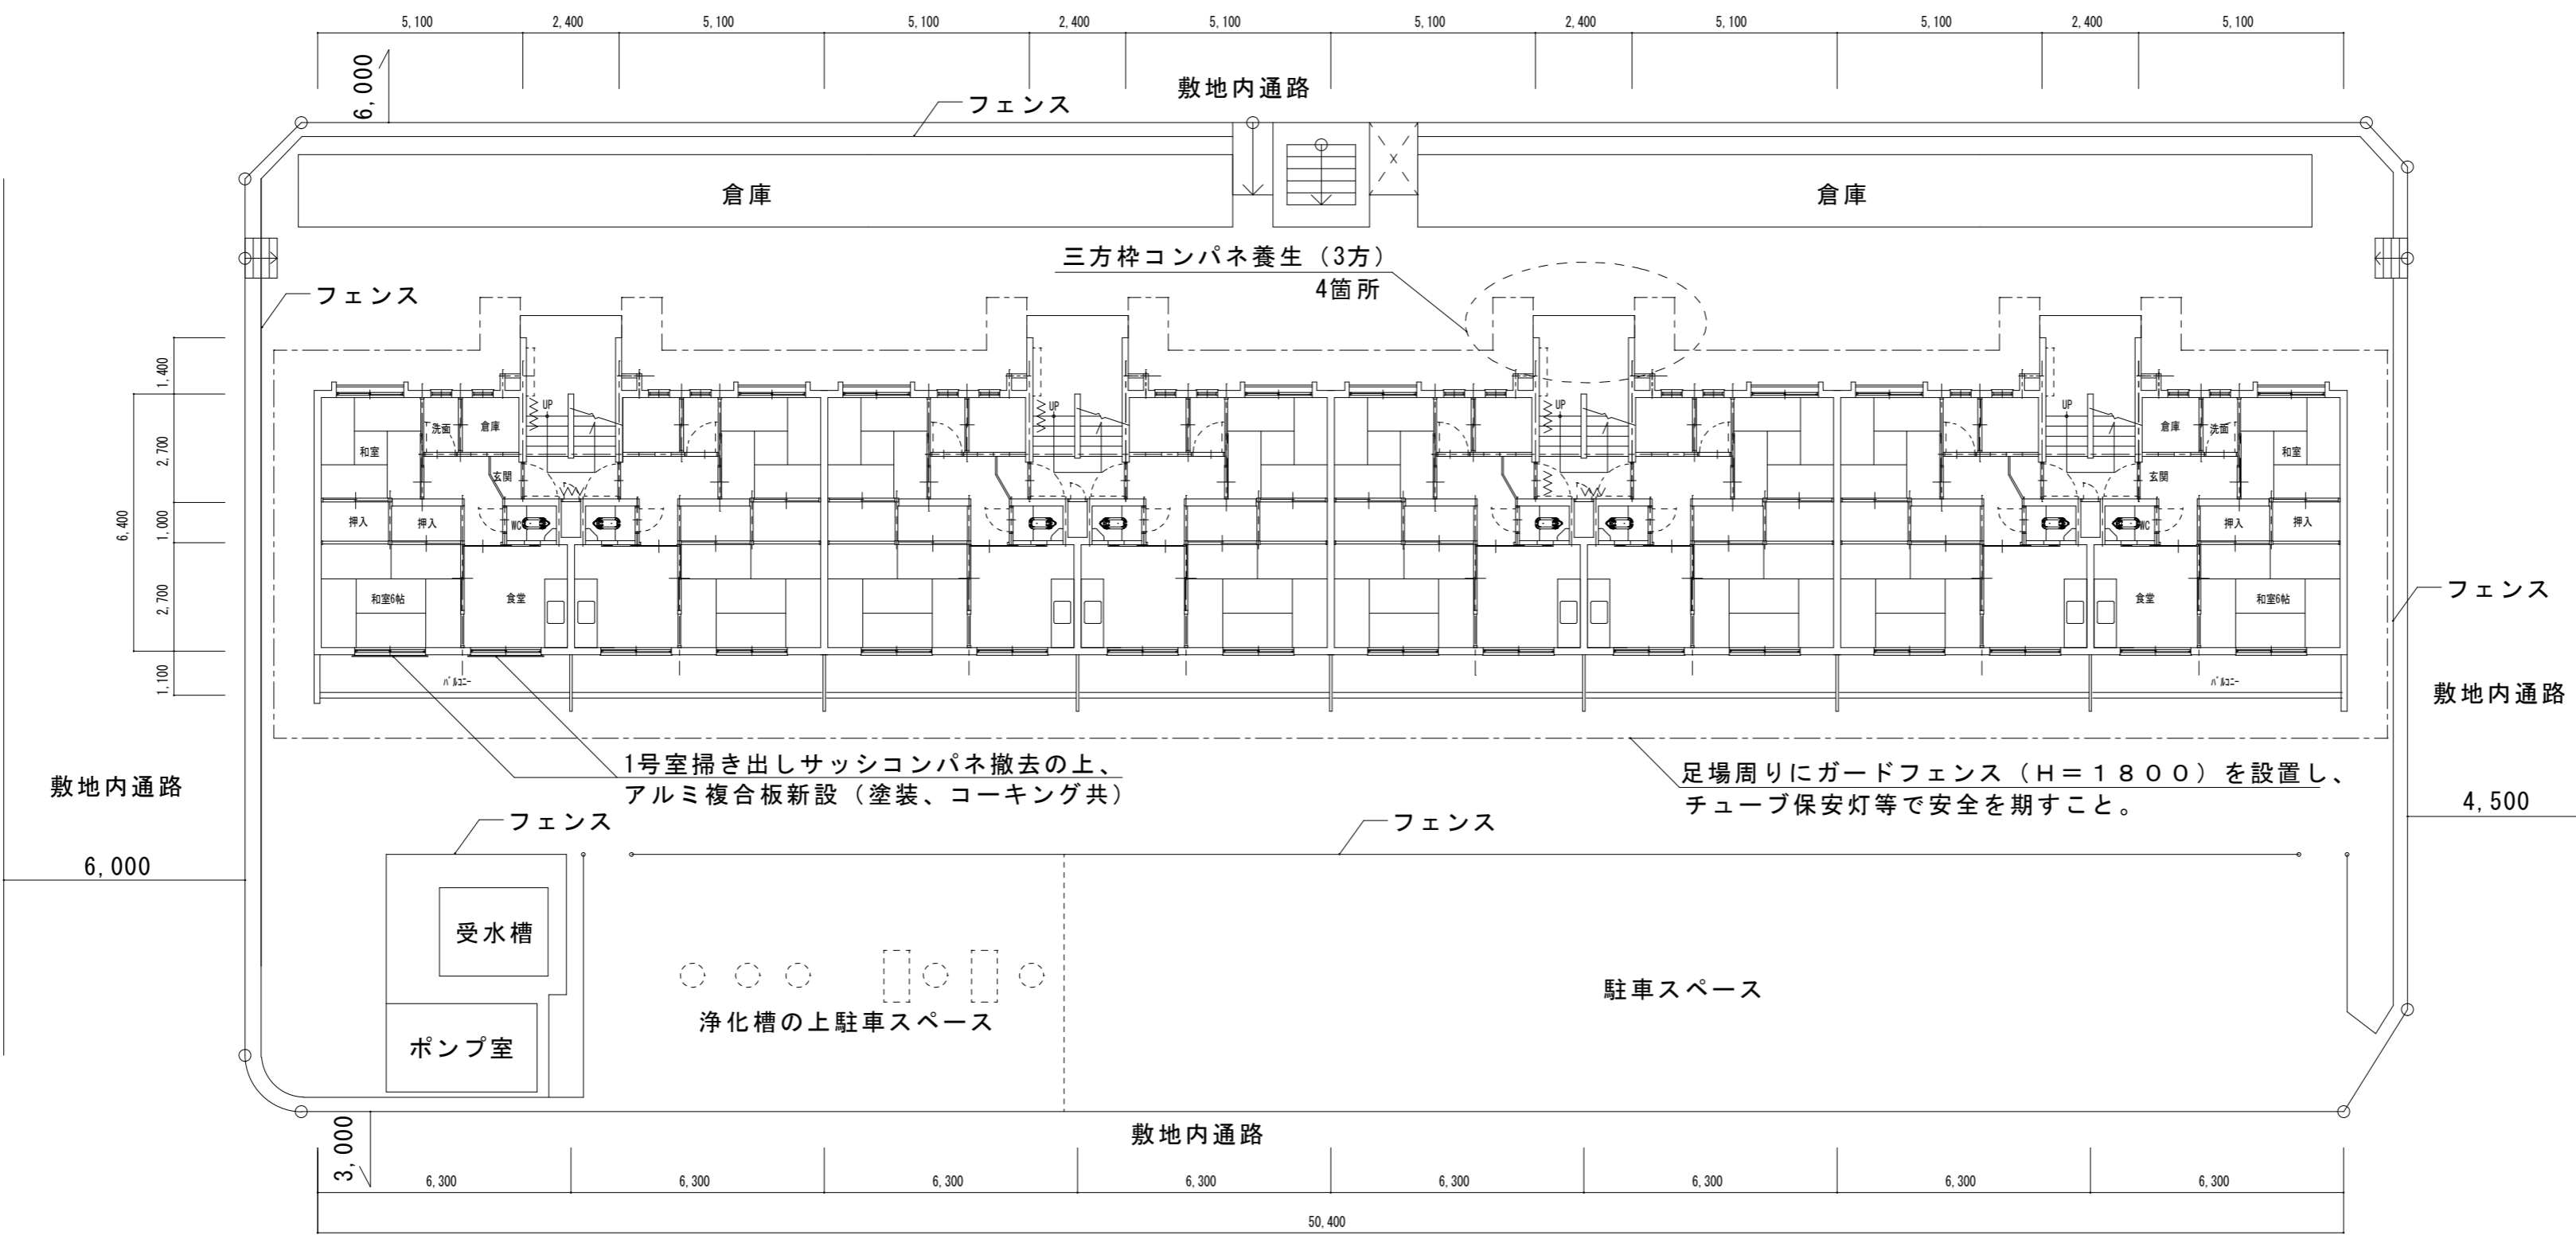 5,100 2,400 5,100 5,100 2,400 5,100 5,100 2,400 5,100 5,100 2,400 5,100
6,000
敷地内通路
フェンス
倉庫
倉庫
三方枠コンパネ養生（3方）
4箇所
フェンス
1,400
2,700
1,000
2,700
1,100
6,400
UP
UP
UP
UP
和室
洗面
倉庫
玄関
押入
押入
WC
和室6帖
食堂
バルコニー
倉庫
洗面
和室
玄関
WC
押入
押入
食堂
和室6帖
バルコニー
フェンス
敷地内通路
4,500
1号室掃き出しサッシコンパネ撤去の上、
アルミ複合板新設（塗装、コーキング共）
足場周りにガードフェンス（Ｈ＝１８００）を設置し、
チューブ保安灯等で安全を期すこと。
敷地内通路
6,000
フェンス
フェンス
受水槽
ポンプ室
浄化槽の上駐車スペース
駐車スペース
敷地内通路
3,000
6,300 6,300 6,300 6,300 6,300 6,300 6,300 6,300
50,400